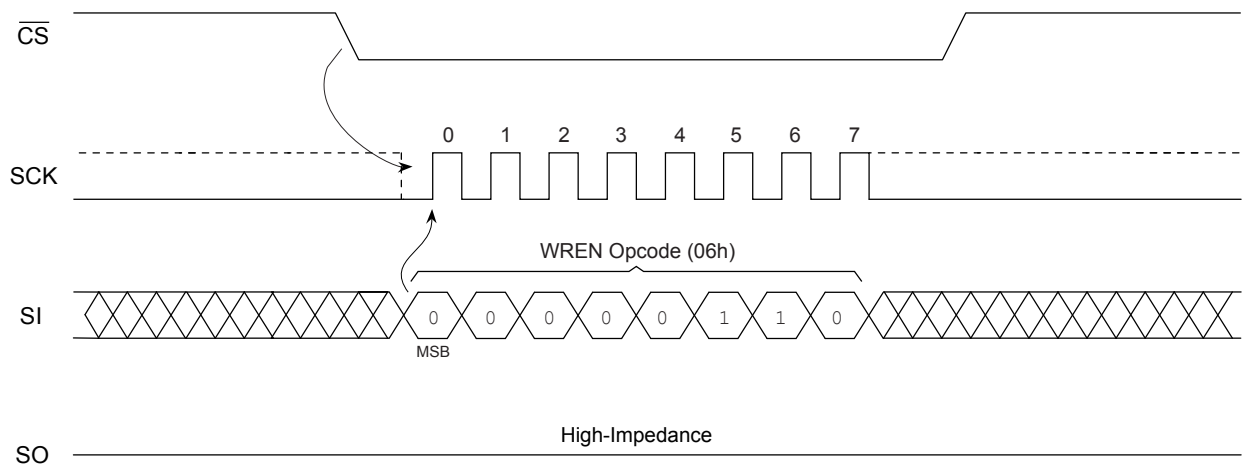 CS
0 1 2 3 4 5 6 7
SCK
WREN Opcode (06h)
SI
0 0 0 0 0 1 1 0
MSB
High-Impedance
SO